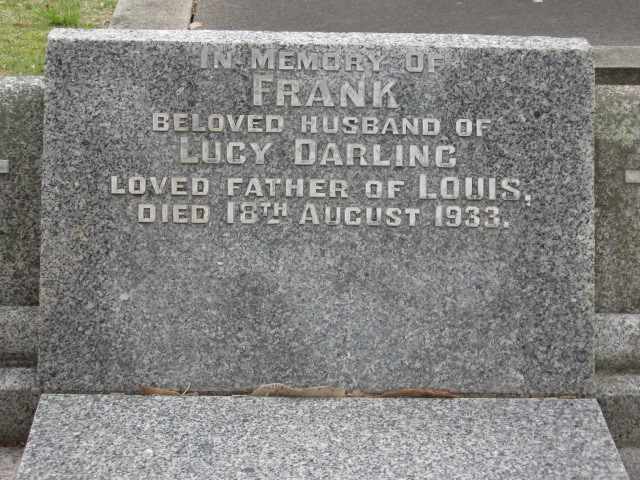 IN MEMORY OF
FRANK
BELOVED HUSBAND OF
LUCY DARLING
LOVED FATHER OF LOUIS,
DIED 18TH AUGUST 1933.